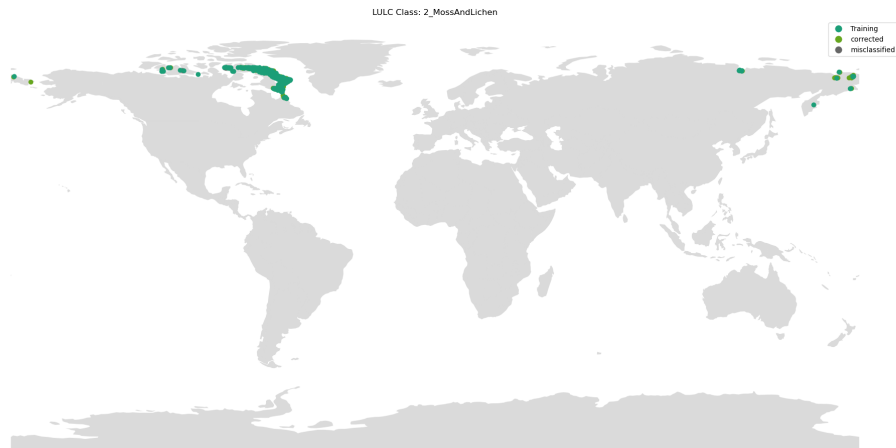 LULC Class: 2_MossAndLichen
Training
corrected
misclassified